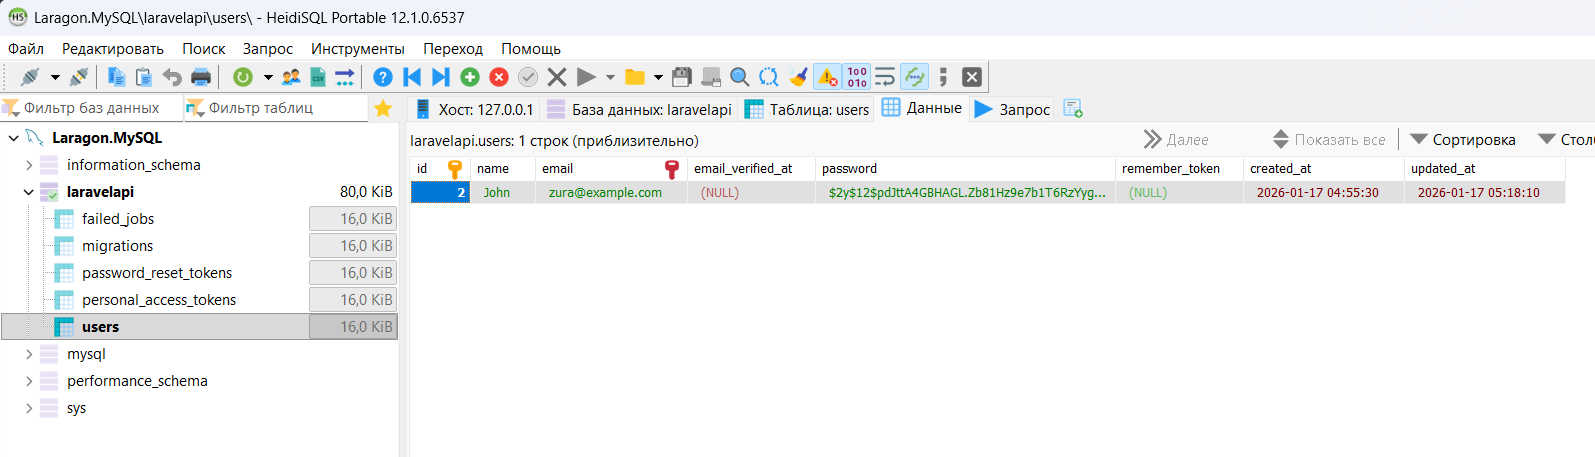 Laragon.MySQL\laravelapi\users\ - HeidiSQL Portable 12.1.0.6537
Файл Редактировать Поиск Запрос Инструменты Переход Помощь
Фильтр баз данных Фильтр таблиц
Хост: 127.0.0.1 База данных: laravelapi Таблица: users Данные Запрос
laravelapi.users: 1 строк (приблизительно) Далее Показать все Сортировка Стол
Laragon.MySQL
information_schema
laravelapi 80,0 KiB
failed_jobs 16,0 KiB
migrations 16,0 KiB
password_reset_tokens 16,0 KiB
personal_access_tokens 16,0 KiB
users 16,0 KiB
mysql
performance_schema
sys
id name email email_verified_at password remember_token created_at updated_at
2 John zura@example.com (NULL) $2y$12$pdJttA4GBHAGL.Zb81Hz9e7b1T6RzYyg... (NULL) 2026-01-17 04:55:30 2026-01-17 05:18:10